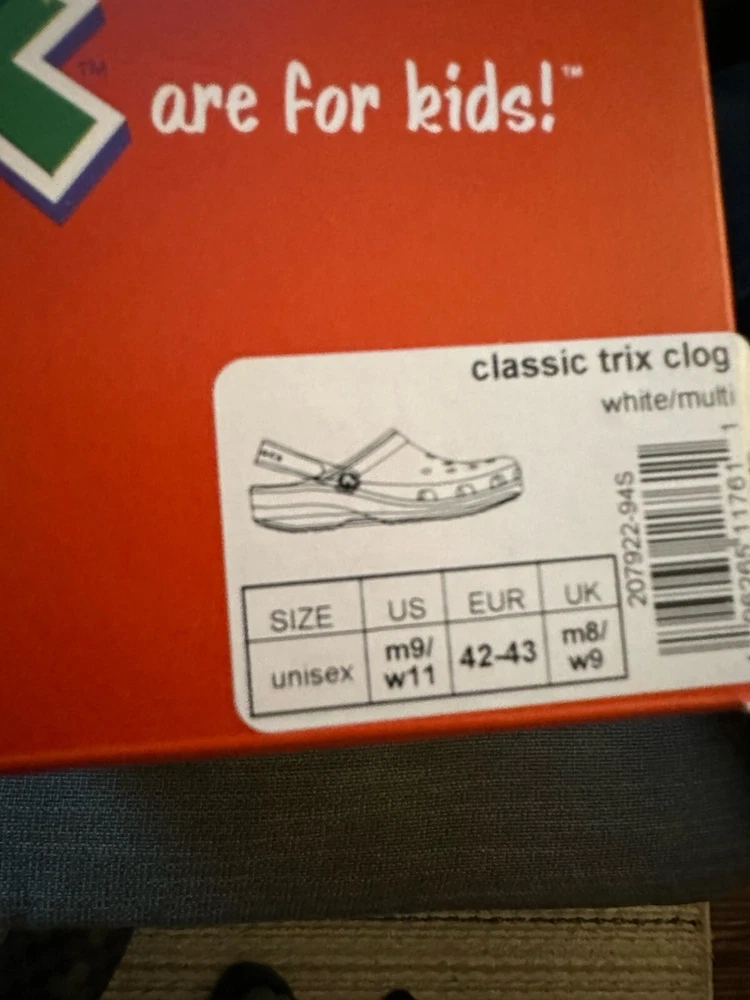 ™ are for kids!™
classic trix clog
white/multi
207922-94S
SIZE US EUR UK
unisex m9/ w11 42-43 m8/ w9